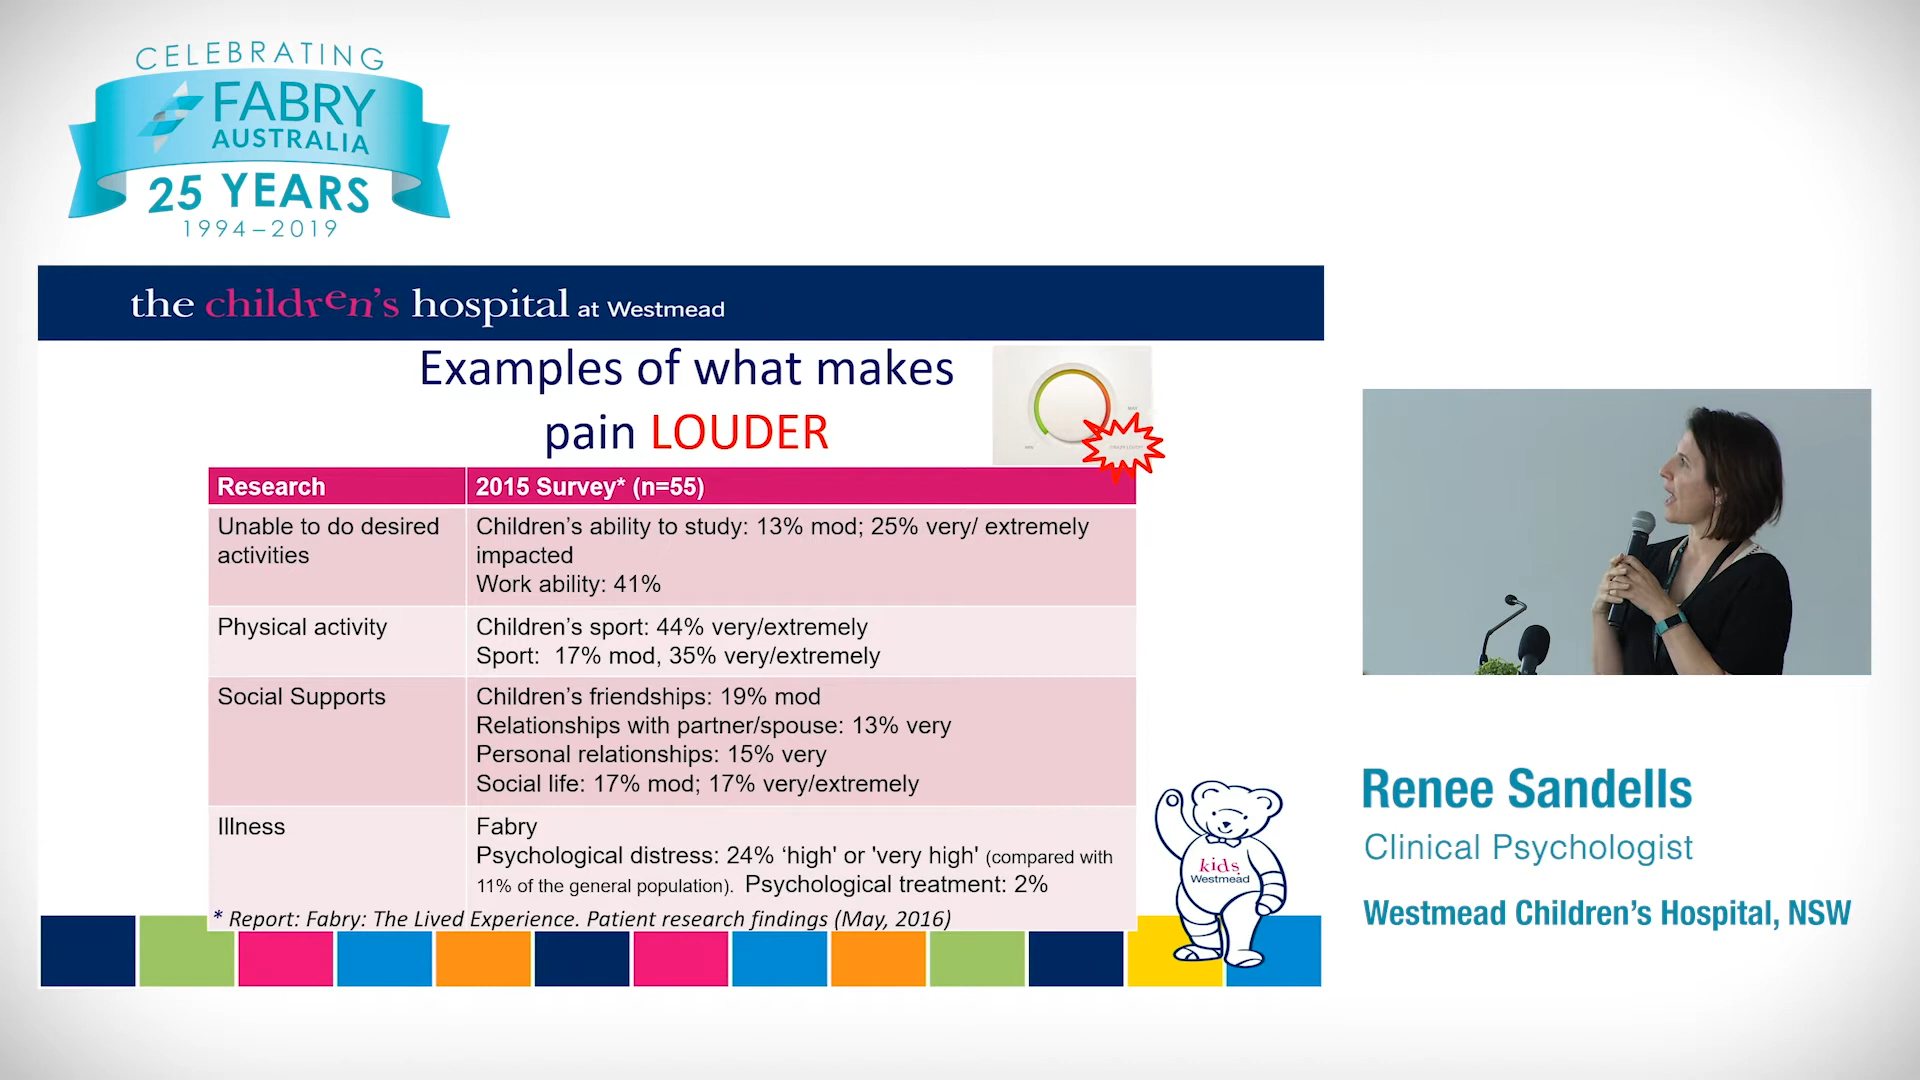 CELEBRATING
FABRY
AUSTRALIA
25 YEARS
1994–2019
the children's hospital at Westmead
Examples of what makes
pain LOUDER
MAX
MIN
Research
2015 Survey* (n=55)
Unable to do desired
activities
Children's ability to study: 13% mod; 25% very/ extremely
impacted
Work ability: 41%
Physical activity
Children's sport: 44% very/extremely
Sport:  17% mod, 35% very/extremely
Social Supports
Children's friendships: 19% mod
Relationships with partner/spouse: 13% very
Personal relationships: 15% very
Social life: 17% mod; 17% very/extremely
Illness
Fabry
Psychological distress: 24% ‘high' or 'very high' (compared with
11% of the general population).  Psychological treatment: 2%
* Report: Fabry: The Lived Experience. Patient research findings (May, 2016)
kids
Westmead
Renee Sandells
Clinical Psychologist
Westmead Children's Hospital, NSW